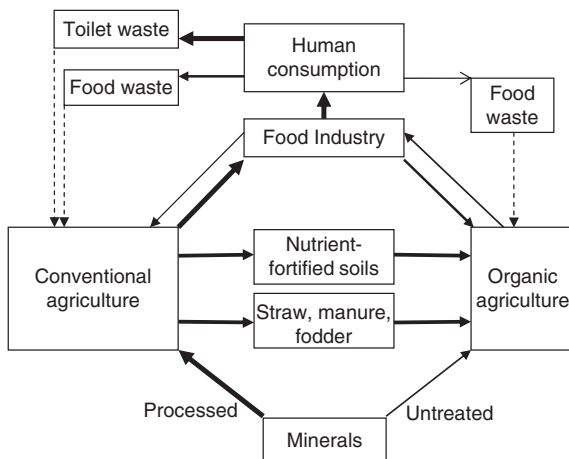 Toilet waste
Human
consumption
Food waste
Food
waste
Food Industry
Conventional
agriculture
Nutrient-
fortified soils
Organic
agriculture
Straw, manure,
fodder
Processed
Untreated
Minerals